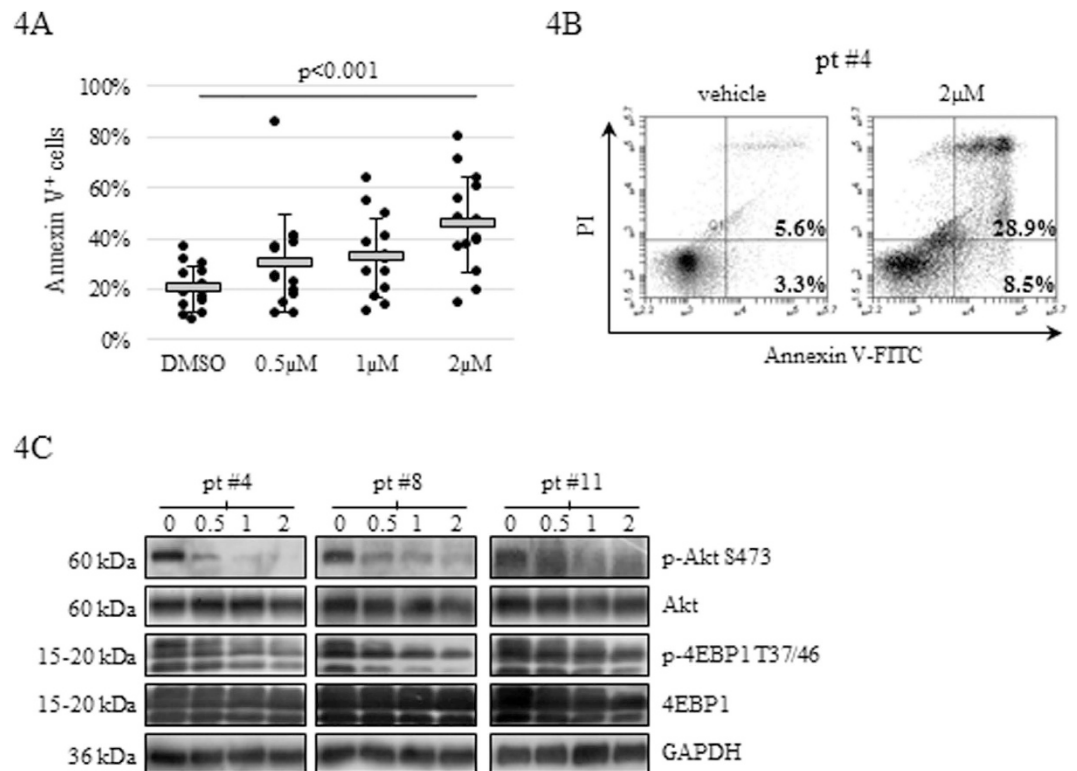 4A
p<0.001
Annexin V⁺ cells
100%
80%
60%
40%
20%
0%
DMSO 0.5µM 1µM 2µM
4B
pt #4
vehicle 2µM
PI
5.6%
3.3%
28.9%
8.5%
Annexin V-FITC
4C
pt #4 pt #8 pt #11
0 0.5 1 2 0 0.5 1 2 0 0.5 1 2
60 kDa p-Akt S473
60 kDa Akt
15-20 kDa p-4EBP1 T37/46
15-20 kDa 4EBP1
36 kDa GAPDH